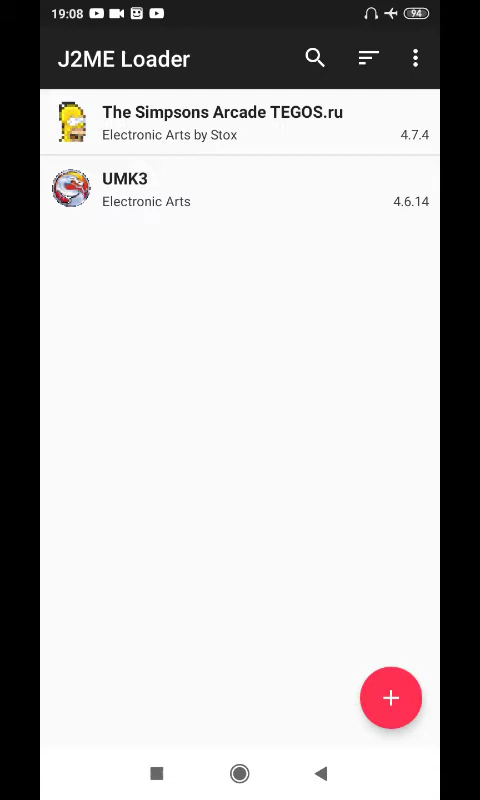 19:08
94
J2ME Loader
The Simpsons Arcade TEGOS.ru
Electronic Arts by Stox
4.7.4
UMK3
Electronic Arts
4.6.14